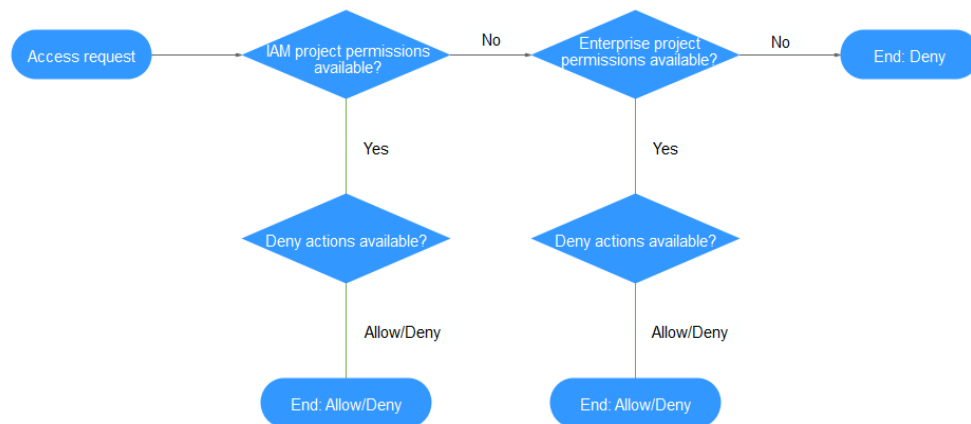 Access request
IAM project permissions
available?
No
Enterprise project
permissions available?
No
End: Deny
Yes
Yes
Deny actions available?
Deny actions available?
Allow/Deny
Allow/Deny
End: Allow/Deny
End: Allow/Deny